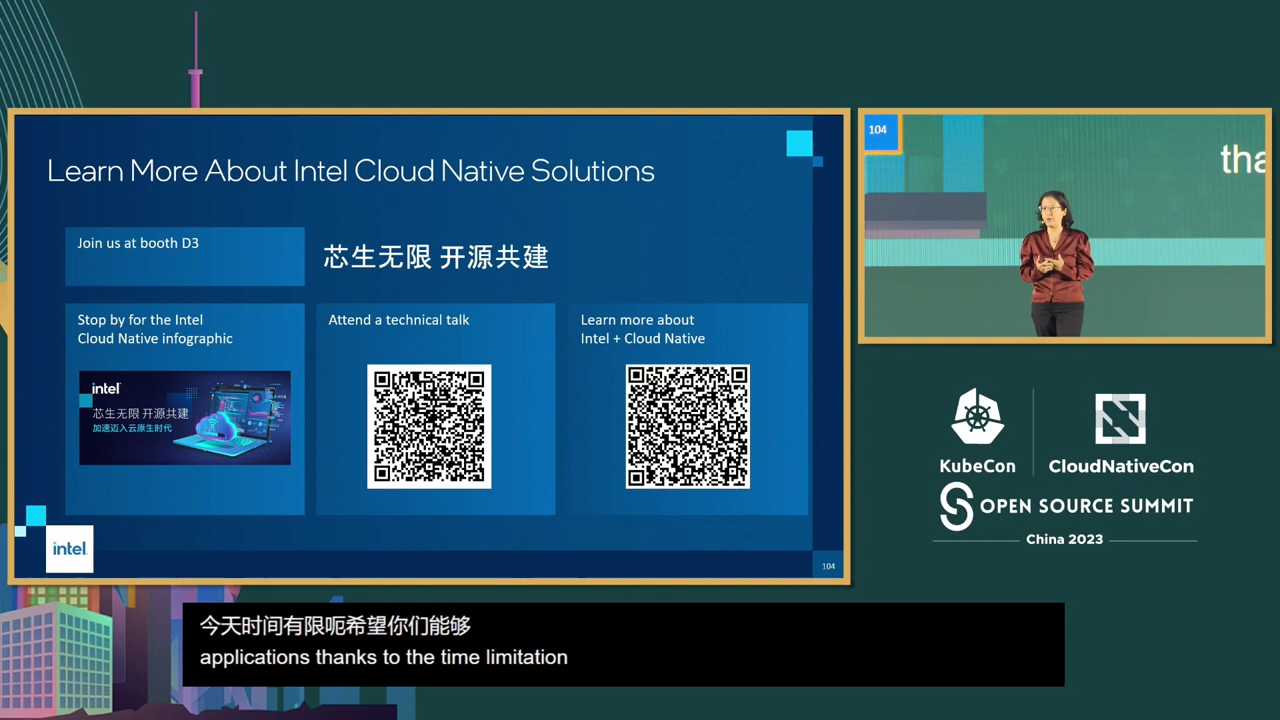 Learn More About Intel Cloud Native Solutions
Join us at booth D3
芯生无限 开源共建
Stop by for the Intel
Cloud Native infographic
intel
芯生无限 开源共建
加速迈入云原生时代
Attend a technical talk
Learn more about
Intel + Cloud Native
intel
104
104
tha
KubeCon
CloudNativeCon
OPEN SOURCE SUMMIT
China 2023
今天时间有限呃希望你们能够
applications thanks to the time limitation